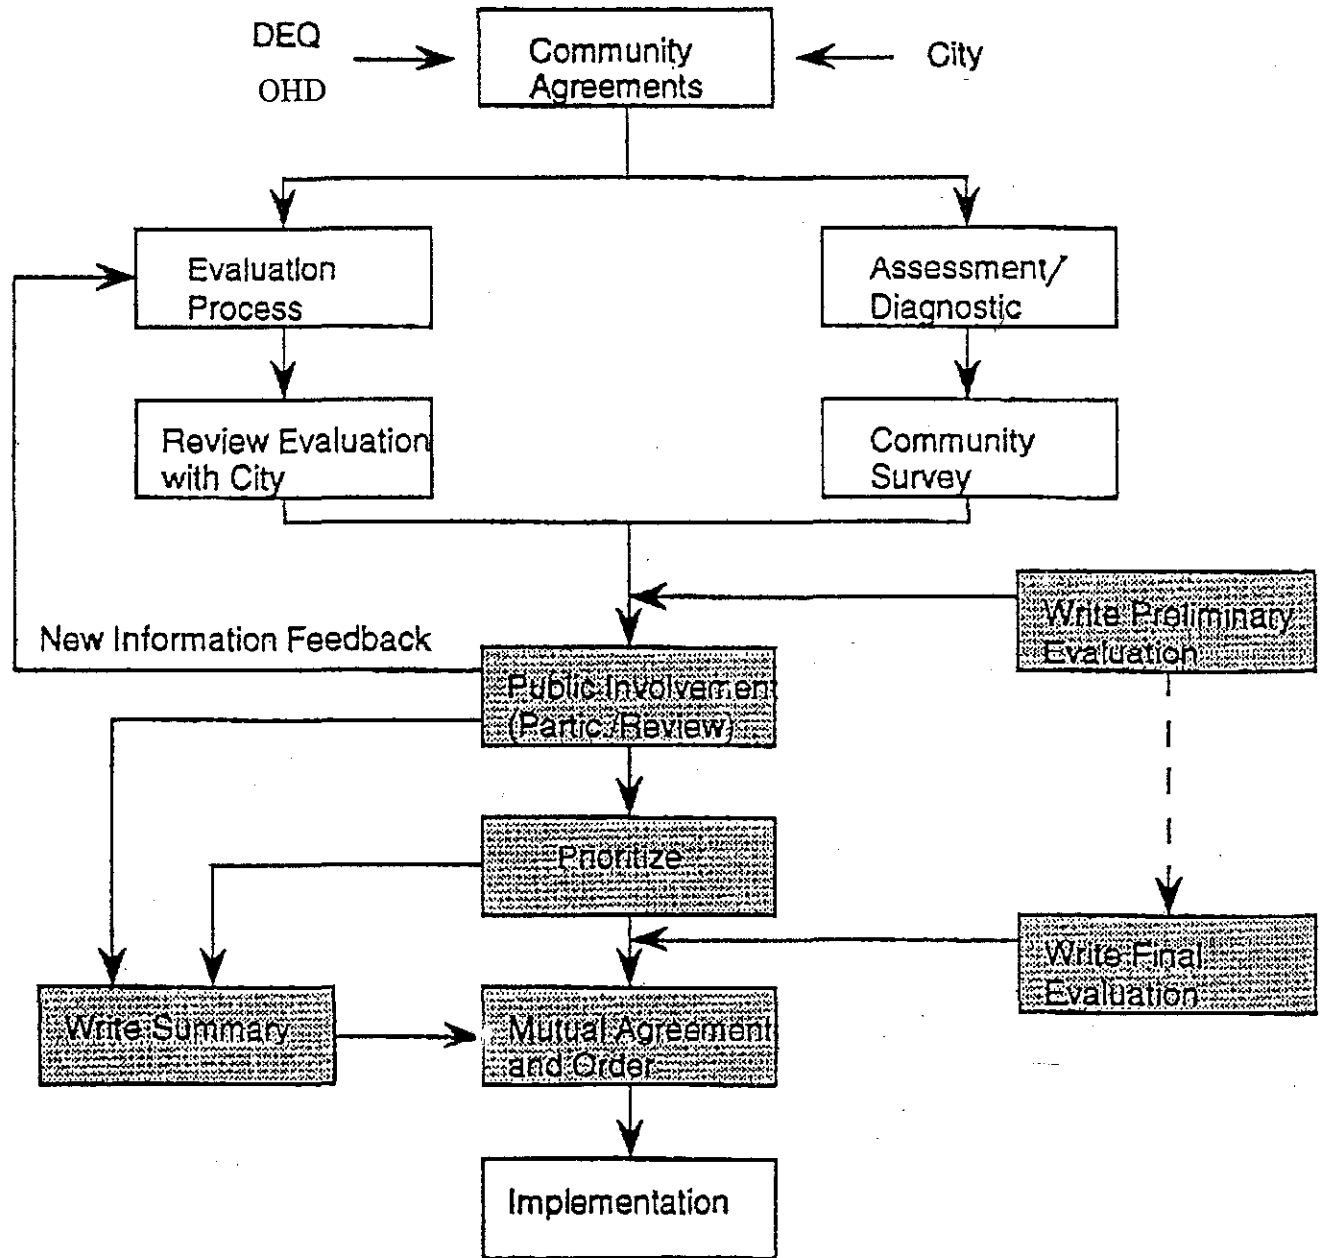 DEQ
OHD
Community
Agreements
City
Evaluation
Process
Assessment/
Diagnostic
Review Evaluation
with City
Community
Survey
New Information Feedback
Write Preliminary
Evaluation
Public Involvement
(Partic./Review)
Prioritize
Write Final
Evaluation
Write Summary
Mutual Agreement
and Order
Implementation